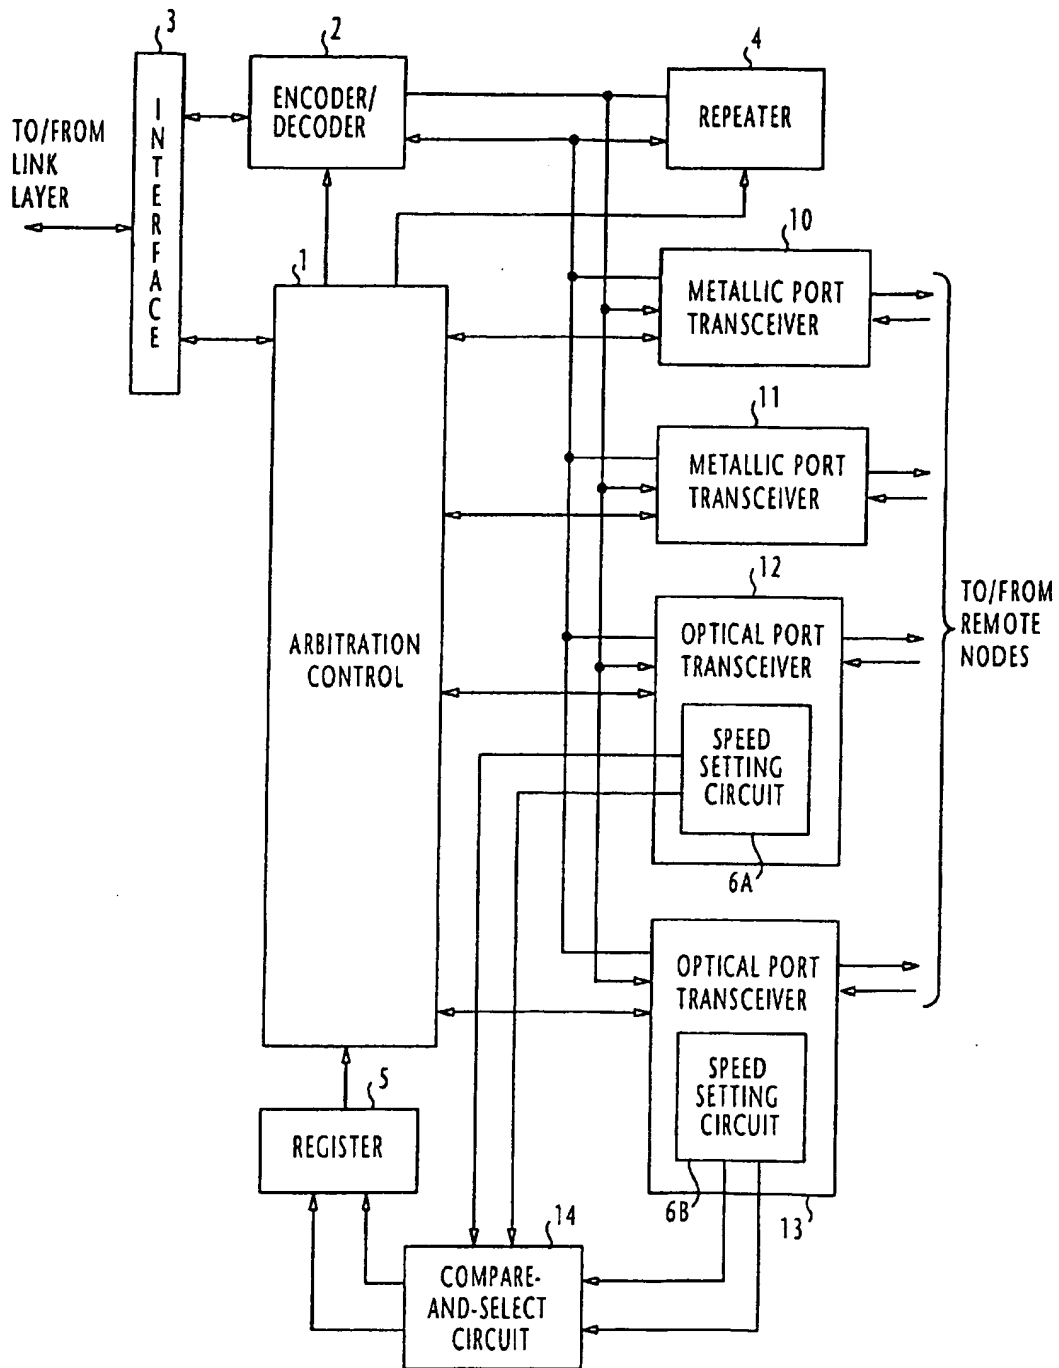 3
2
4
INTERFACE
ENCODER/
DECODER
REPEATER
TO/FROM
LINK
LAYER
1
10
METALLIC PORT
TRANSCEIVER
11
METALLIC PORT
TRANSCEIVER
12
OPTICAL PORT
TRANSCEIVER
TO/FROM
REMOTE
NODES
ARBITRATION
CONTROL
SPEED
SETTING
CIRCUIT
6A
OPTICAL PORT
TRANSCEIVER
SPEED
SETTING
CIRCUIT
5
REGISTER
6B
13
14
COMPARE-
AND-SELECT
CIRCUIT